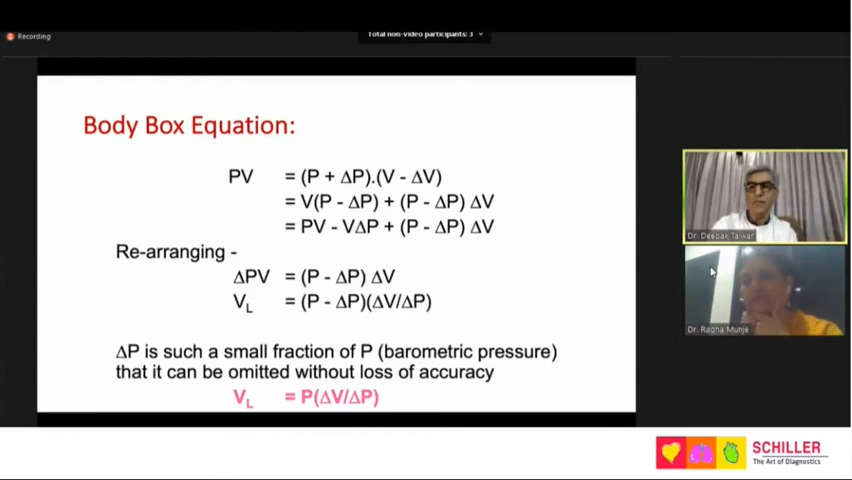 Recording
Total non-video participants: 3
Body Box Equation:
PV = (P + ΔP).(V - ΔV)
= V(P - ΔP) + (P - ΔP) ΔV
= PV - VΔP + (P - ΔP) ΔV
Re-arranging -
ΔPV = (P - ΔP) ΔV
VL = (P - ΔP)(ΔV/ΔP)
ΔP is such a small fraction of P (barometric pressure)
that it can be omitted without loss of accuracy
VL = P(ΔV/ΔP)
Dr. Deepak Talwar
Dr. Radha Munje
SCHILLER
The Art of Diagnostics